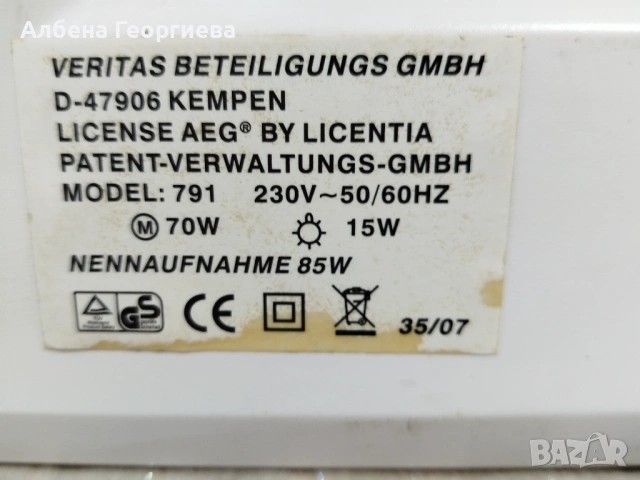 Албена Георгиева
VERITAS BETEILIGUNGS GMBH
D-47906 KEMPEN
LICENSE AEG® BY LICENTIA
PATENT-VERWALTUNGS-GMBH
MODEL: 791 230V~50/60HZ
M 70W 15W
NENNAUFNAHME 85W
GS CE 35/07
BAZAR